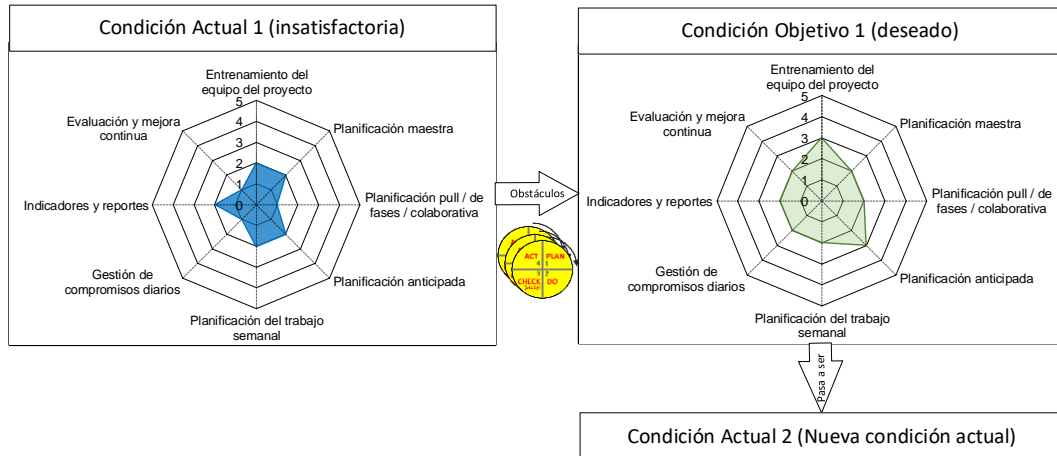 Condición Actual 1 (insatisfactoria)
Entrenamiento del
equipo del proyecto
Evaluación y mejora
continua
Planificación maestra
Indicadores y reportes
Planificación pull / de
fases / colaborativa
Gestión de
compromisos diarios
Planificación anticipada
Planificación del trabajo
semanal
5
4
3
2
1
0
Obstáculos
ACT
PLAN
4
1
3
2
CHECK
DO
Condición Objetivo 1 (deseado)
Entrenamiento del
equipo del proyecto
Evaluación y mejora
continua
Planificación maestra
Indicadores y reportes
Planificación pull / de
fases / colaborativa
Gestión de
compromisos diarios
Planificación anticipada
Planificación del trabajo
semanal
5
4
3
2
1
0
Pasa a ser
Condición Actual 2 (Nueva condición actual)